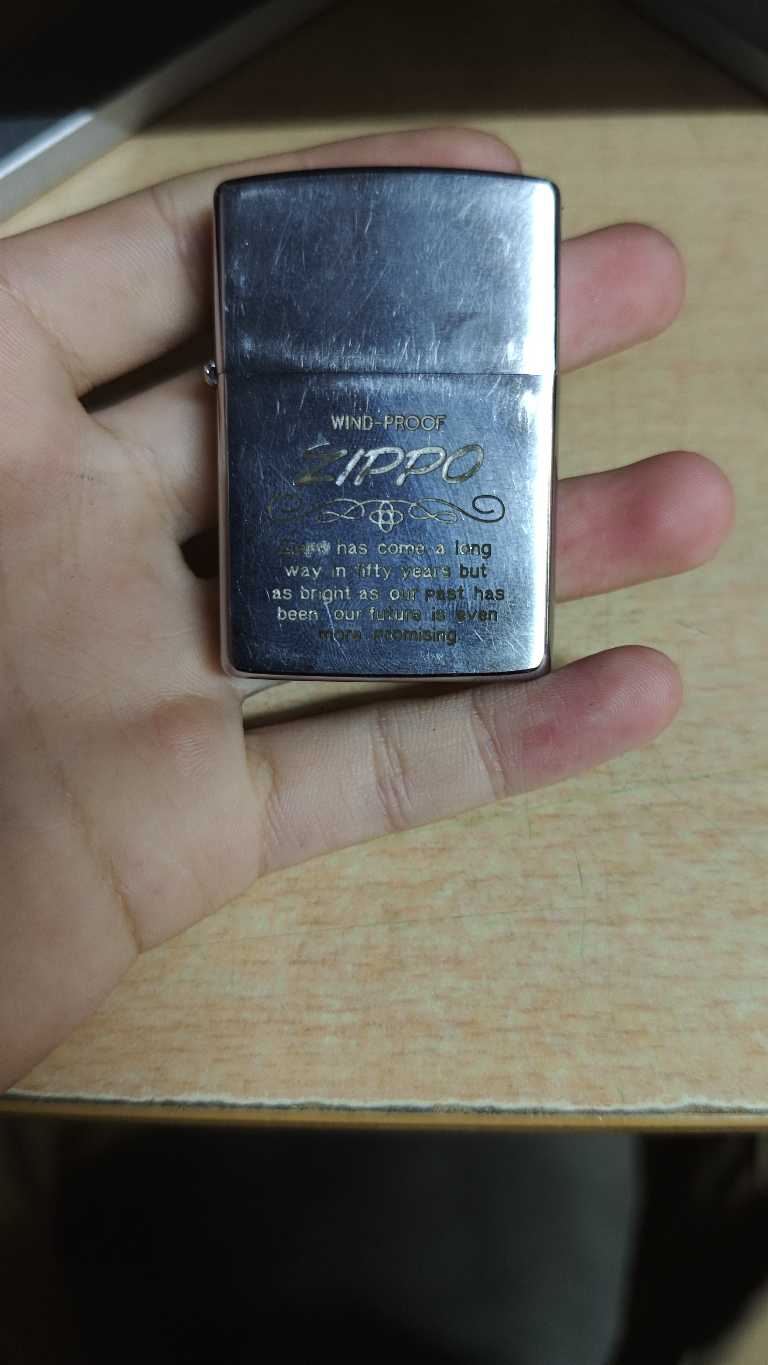 WIND-PROOF
ZIPPO
Zippo has come a long
way in fifty years but
as bright as our past has
been, our future is even
more promising.